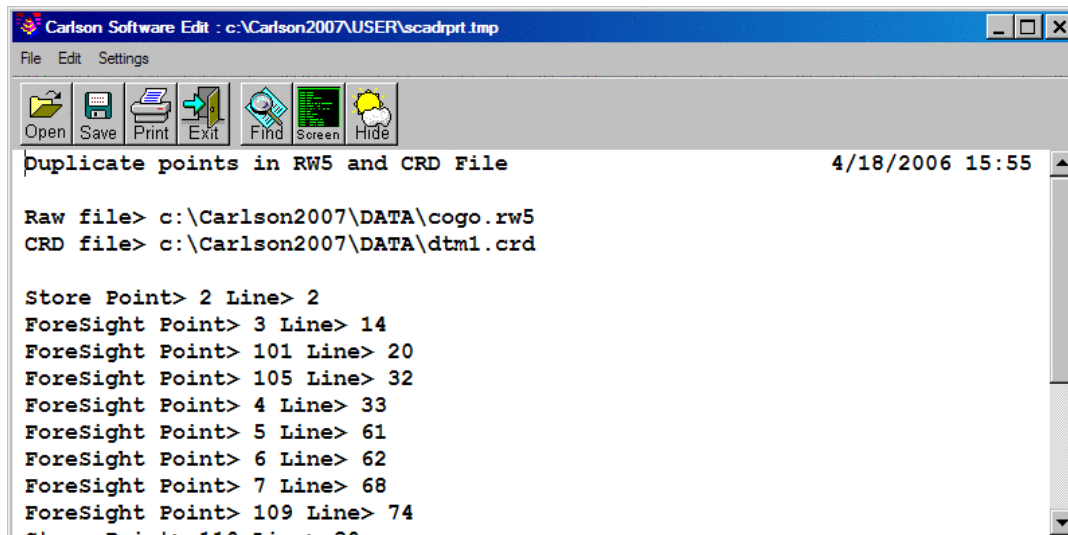 Carlson Software Edit : c:\Carlson2007\USER\scadrprt.tmp
File Edit Settings
Open Save Print Exit Find Screen Hide
Duplicate points in RW5 and CRD File 4/18/2006 15:55
Raw file> c:\Carlson2007\DATA\cogo.rw5
CRD file> c:\Carlson2007\DATA\dtm1.crd
Store Point> 2 Line> 2
ForeSight Point> 3 Line> 14
ForeSight Point> 101 Line> 20
ForeSight Point> 105 Line> 32
ForeSight Point> 4 Line> 33
ForeSight Point> 5 Line> 61
ForeSight Point> 6 Line> 62
ForeSight Point> 7 Line> 68
ForeSight Point> 109 Line> 74